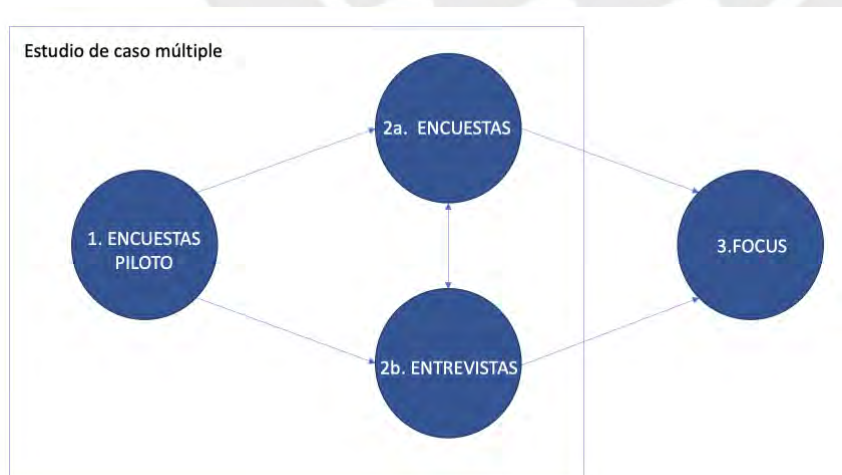 Estudio de caso múltiple
2a. ENCUESTAS
1. ENCUESTAS
PILOTO
3.FOCUS
2b. ENTREVISTAS